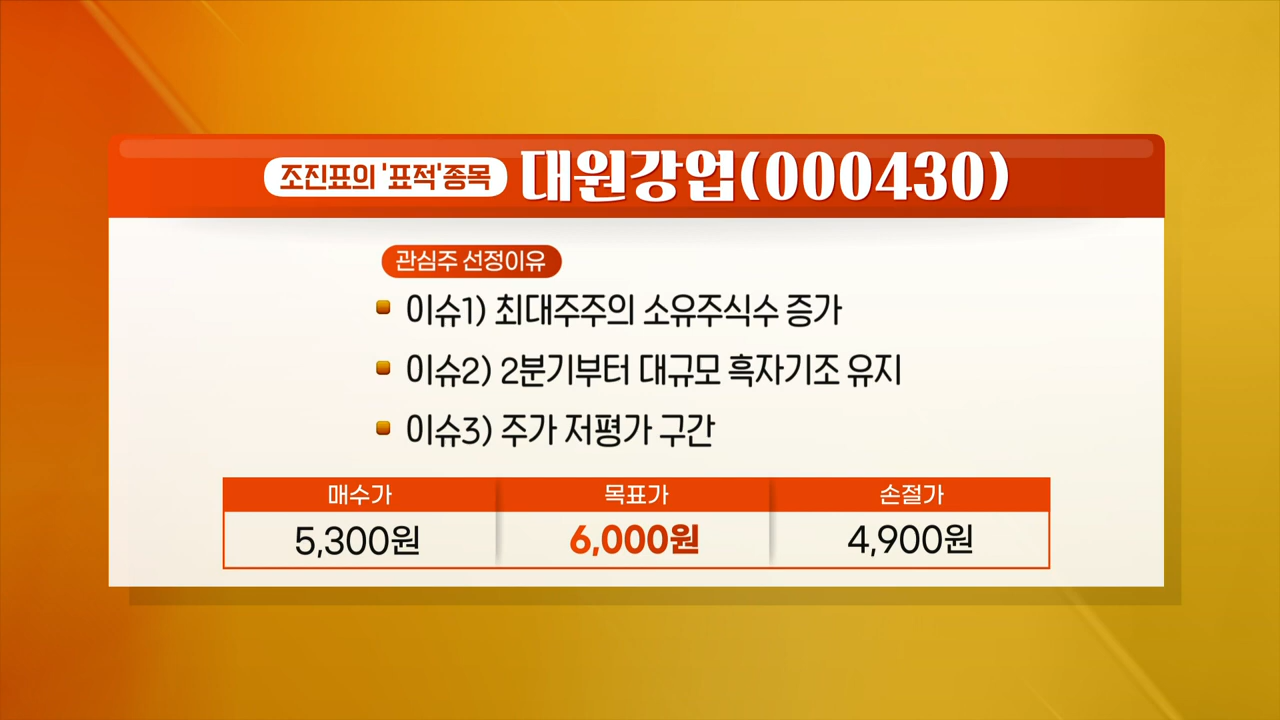 조진표의 '표적'종목 대원강업(000430)
관심주 선정이유
이슈1) 최대주주의 소유주식수 증가
이슈2) 2분기부터 대규모 흑자기조 유지
이슈3) 주가 저평가 구간
매수가 목표가 손절가
5,300원 6,000원 4,900원